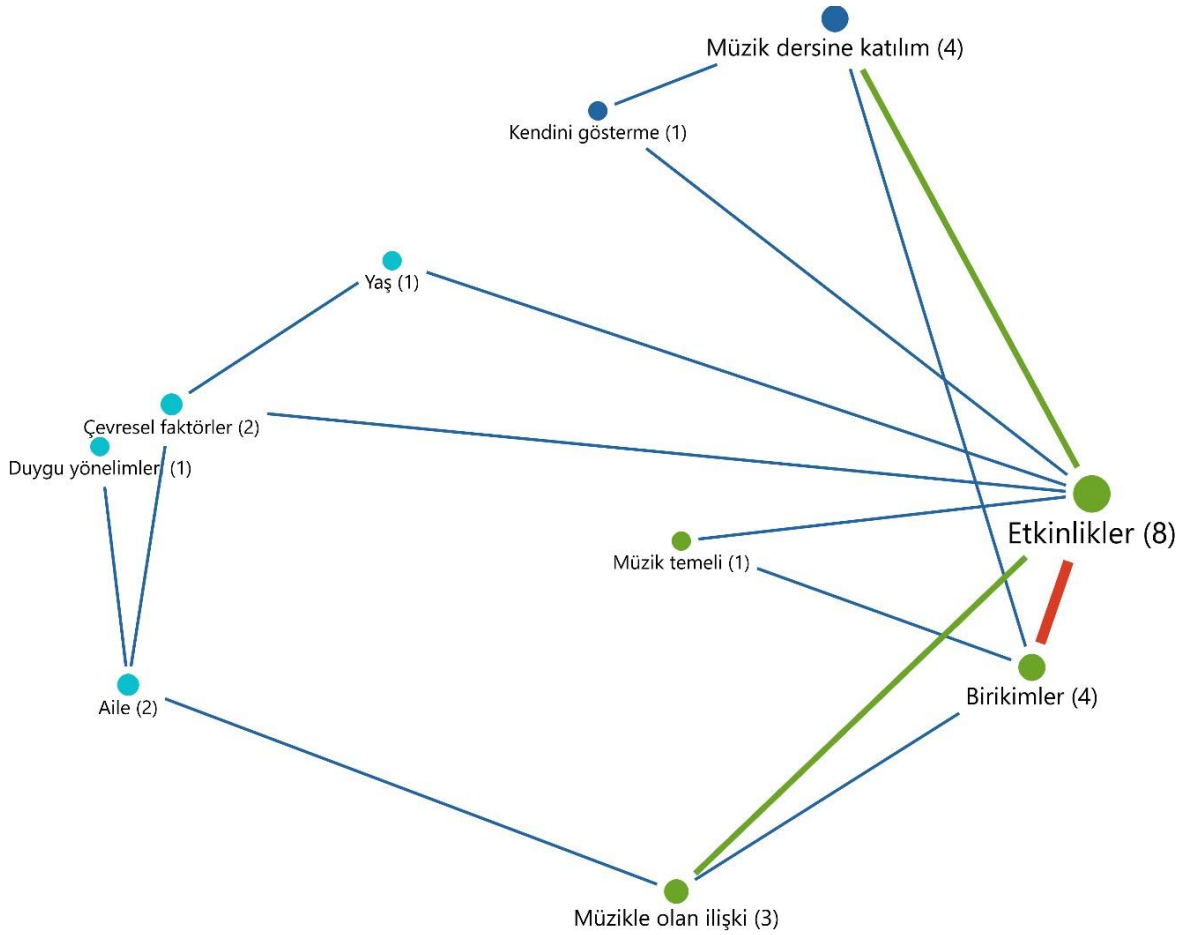 Müzik dersine katılım (4)
Kendini gösterme (1)
Yaş (1)
Çevresel faktörler (2)
Duygu yönelimler (1)
Etkinlikler (8)
Müzik temeli (1)
Aile (2)
Birikimler (4)
Müzikle olan ilişki (3)